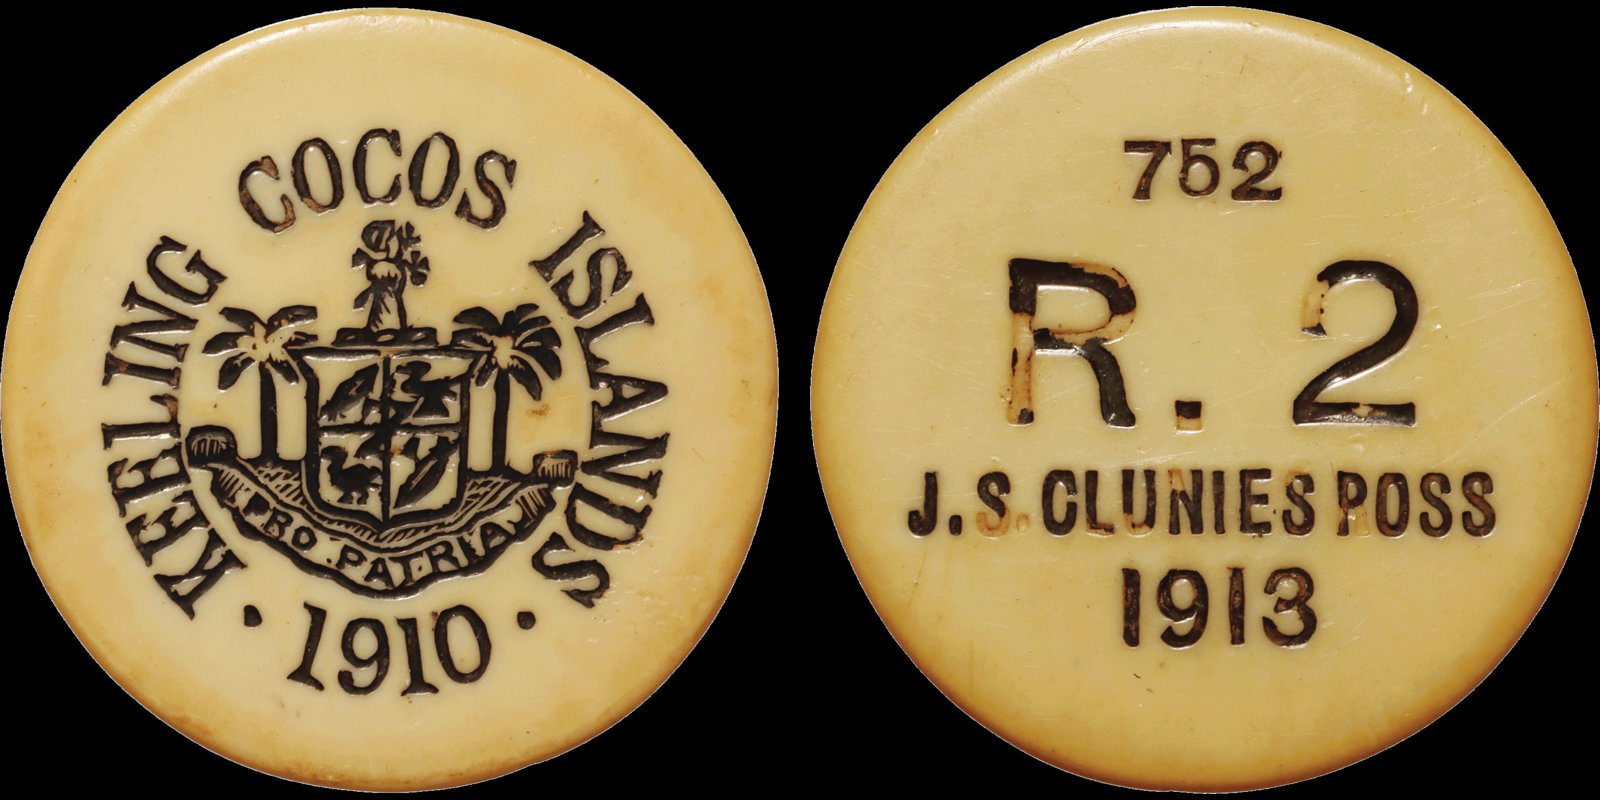 KEELING COCOS ISLANDS
PRO PATRIA
· 1910 ·
752
R. 2
J.S. CLUNIES ROSS
1913